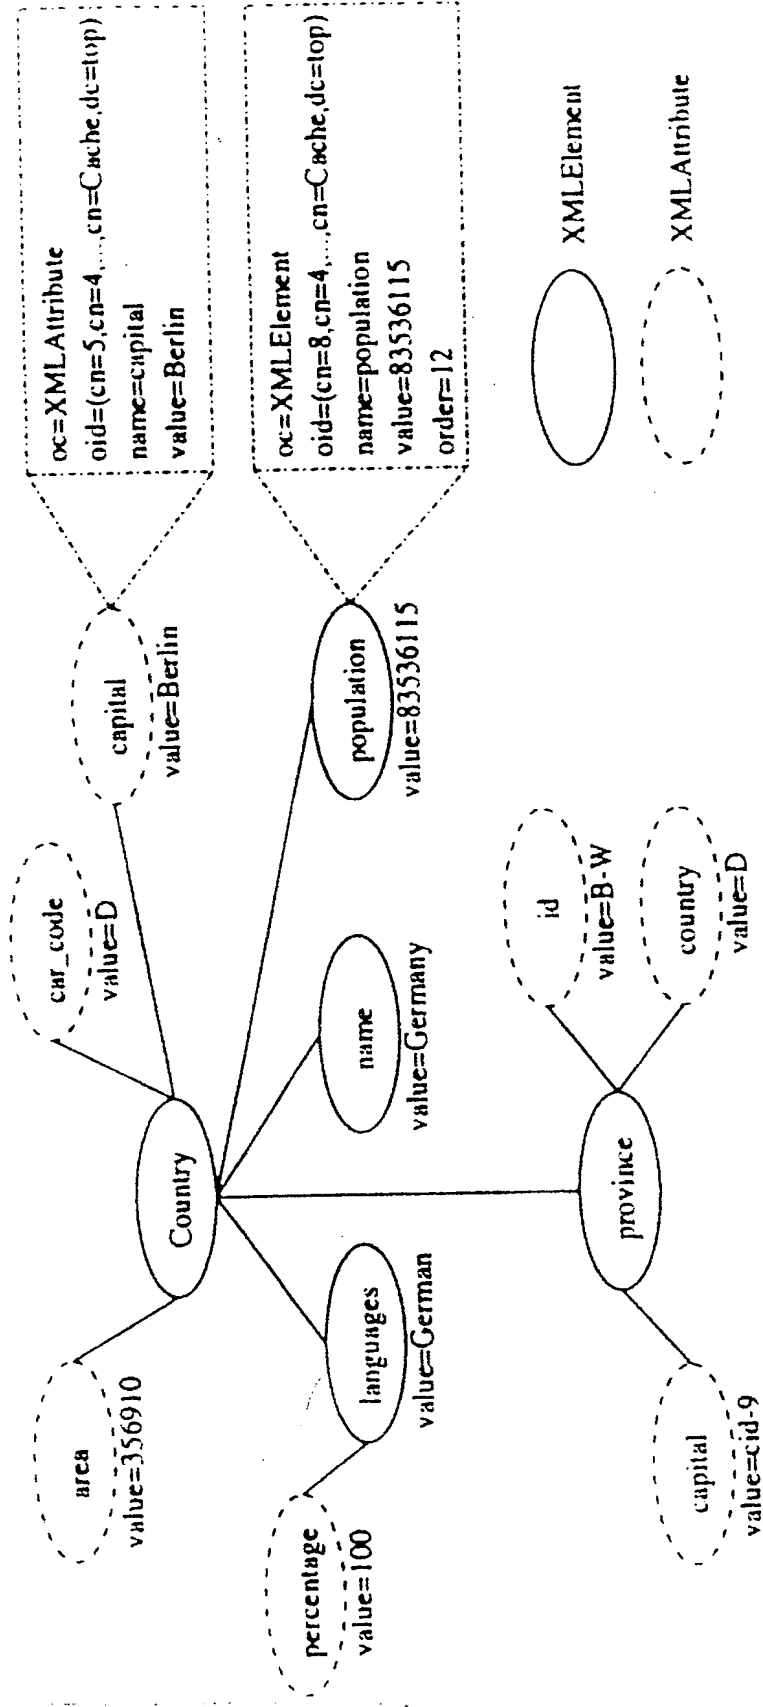 oc=XMLAttribute
oid=(cn=5,cn=4,...,cn=Cache,dc=top)
name=capital
value=Berlin
oc=XMLElement
oid=(cn=8,cn=4,...,cn=Cache,dc=top)
name=population
value=83536115
order=12
XMLElement
XMLAttribute
area
value=356910
Country
car_code
value=D
capital
value=Berlin
percentage
value=100
languages
value=German
name
value=Germany
population
value=83536115
capital
value=cid-9
province
id
value=B-W
country
value=D